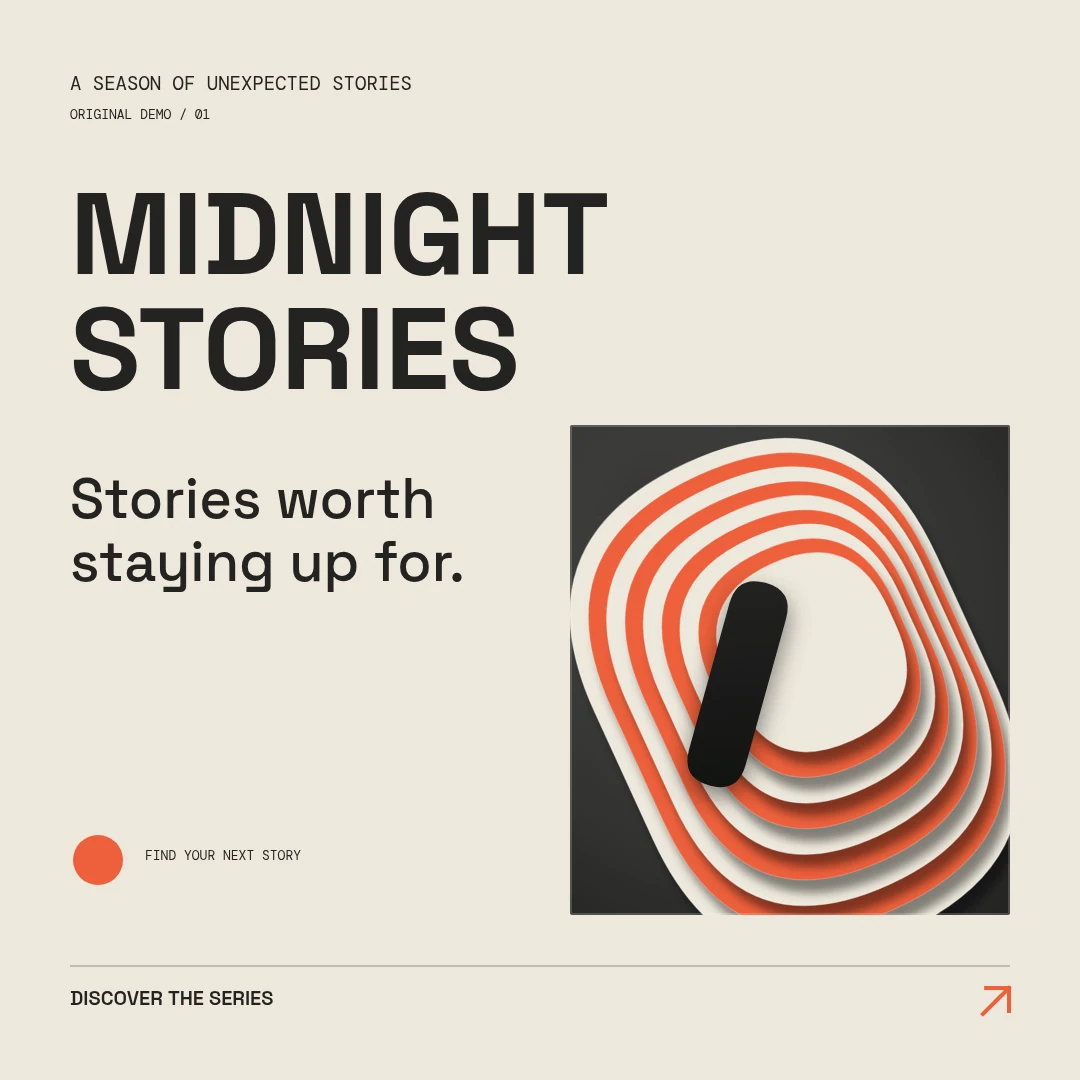 A SEASON OF UNEXPECTED STORIES
ORIGINAL DEMO / 01
MIDNIGHT
STORIES
Stories worth
staying up for.
FIND YOUR NEXT STORY
DISCOVER THE SERIES